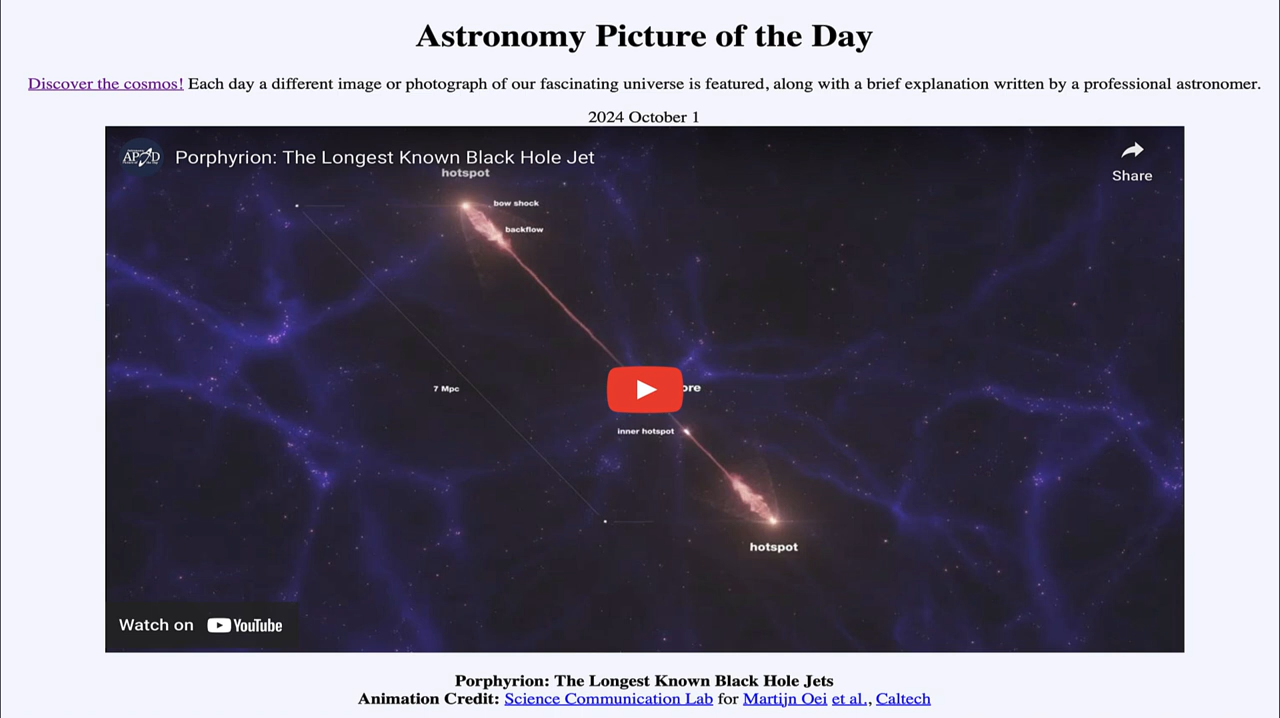 Astronomy Picture of the Day
Discover the cosmos! Each day a different image or photograph of our fascinating universe is featured, along with a brief explanation written by a professional astronomer.
2024 October 1
APOD
Porphyrion: The Longest Known Black Hole Jet
Share
hotspot
bow shock
backflow
7 Mpc
ore
inner hotspot
hotspot
Watch on YouTube
Porphyrion: The Longest Known Black Hole Jets
Animation Credit: Science Communication Lab for Martijn Oei et al., Caltech